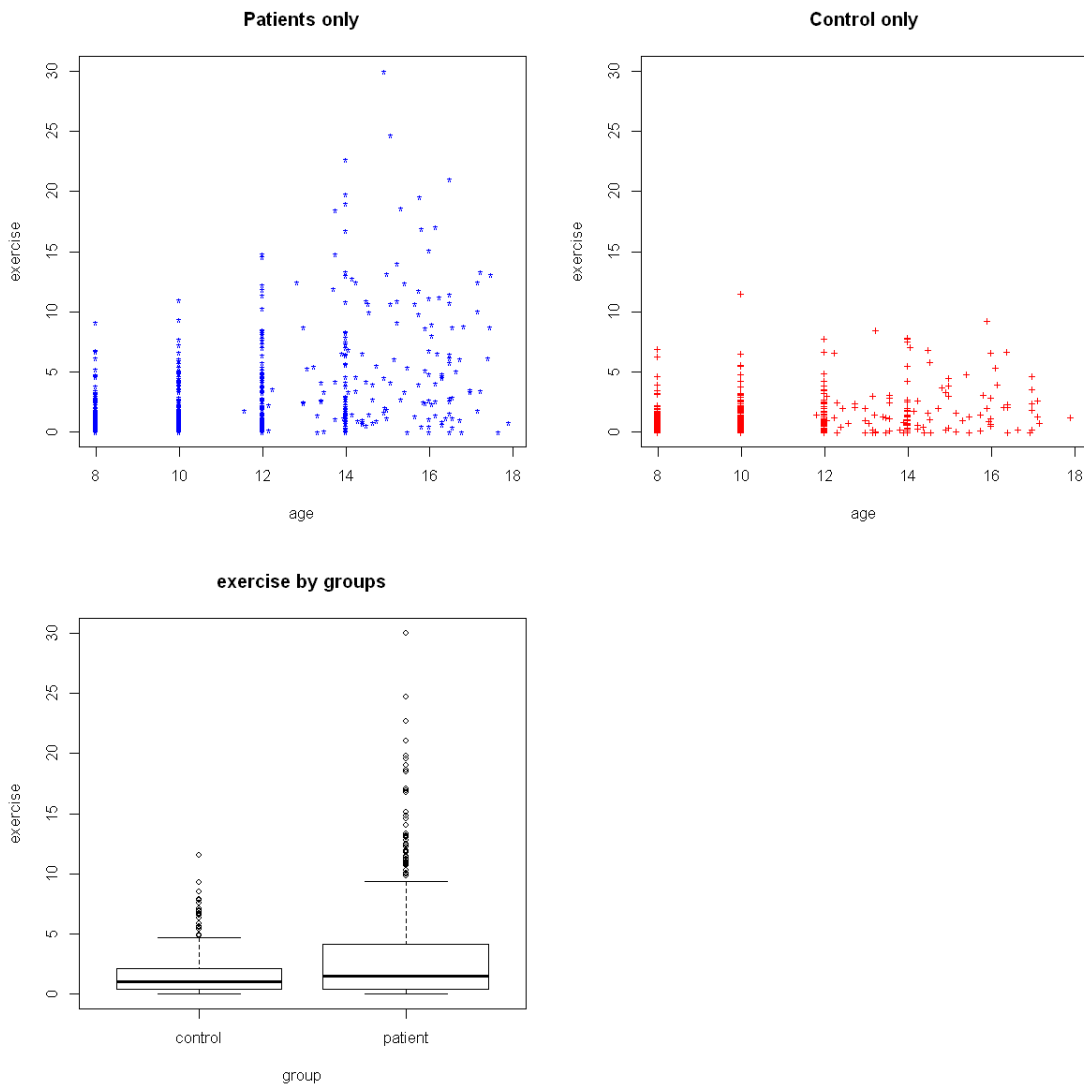 Patients only
30
25
20
15
10
5
0
exercise
8 10 12 14 16 18
age
Control only
30
25
20
15
10
5
0
exercise
8 10 12 14 16 18
age
exercise by groups
30
25
20
15
10
5
0
exercise
control patient
group